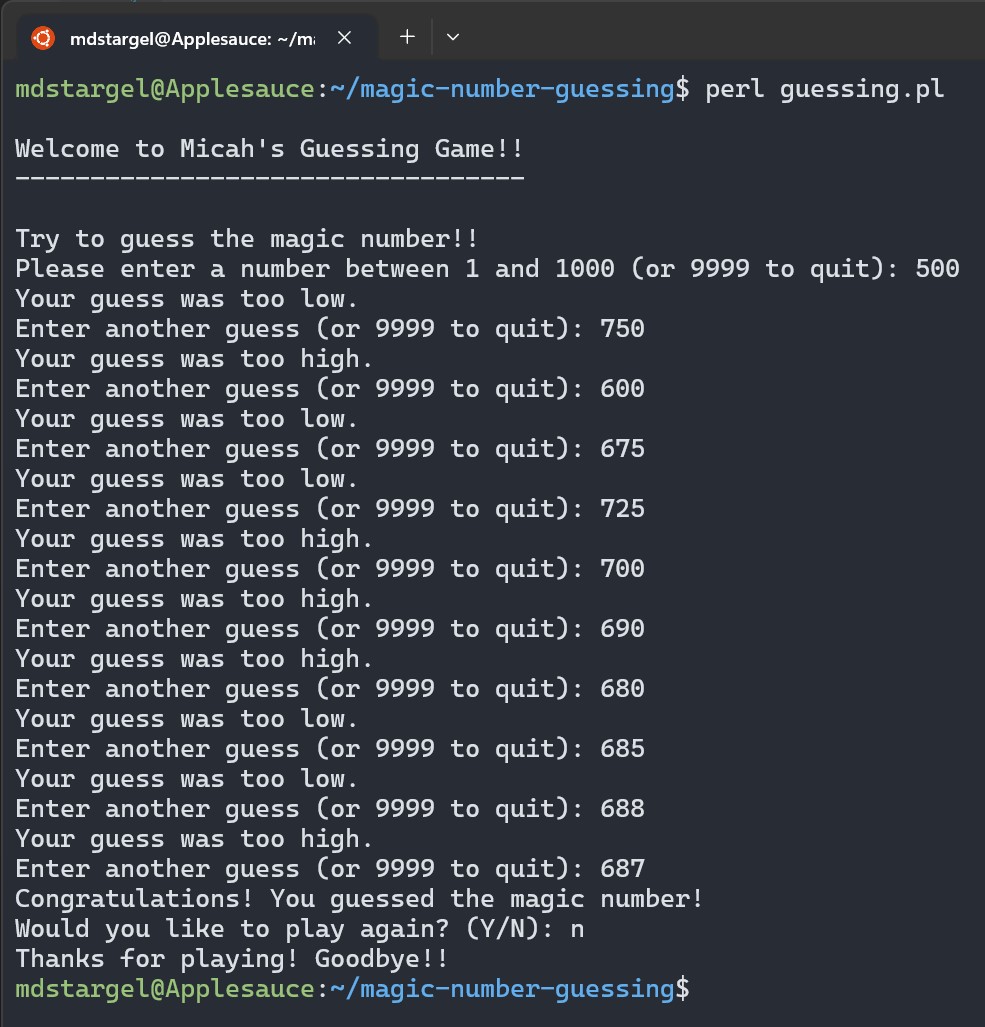 mdstargel@Applesauce: ~/ma
mdstargel@Applesauce:~/magic-number-guessing$ perl guessing.pl
Welcome to Micah's Guessing Game!!
----------------------------------
Try to guess the magic number!!
Please enter a number between 1 and 1000 (or 9999 to quit): 500
Your guess was too low.
Enter another guess (or 9999 to quit): 750
Your guess was too high.
Enter another guess (or 9999 to quit): 600
Your guess was too low.
Enter another guess (or 9999 to quit): 675
Your guess was too low.
Enter another guess (or 9999 to quit): 725
Your guess was too high.
Enter another guess (or 9999 to quit): 700
Your guess was too high.
Enter another guess (or 9999 to quit): 690
Your guess was too high.
Enter another guess (or 9999 to quit): 680
Your guess was too low.
Enter another guess (or 9999 to quit): 685
Your guess was too low.
Enter another guess (or 9999 to quit): 688
Your guess was too high.
Enter another guess (or 9999 to quit): 687
Congratulations! You guessed the magic number!
Would you like to play again? (Y/N): n
Thanks for playing! Goodbye!!
mdstargel@Applesauce:~/magic-number-guessing$